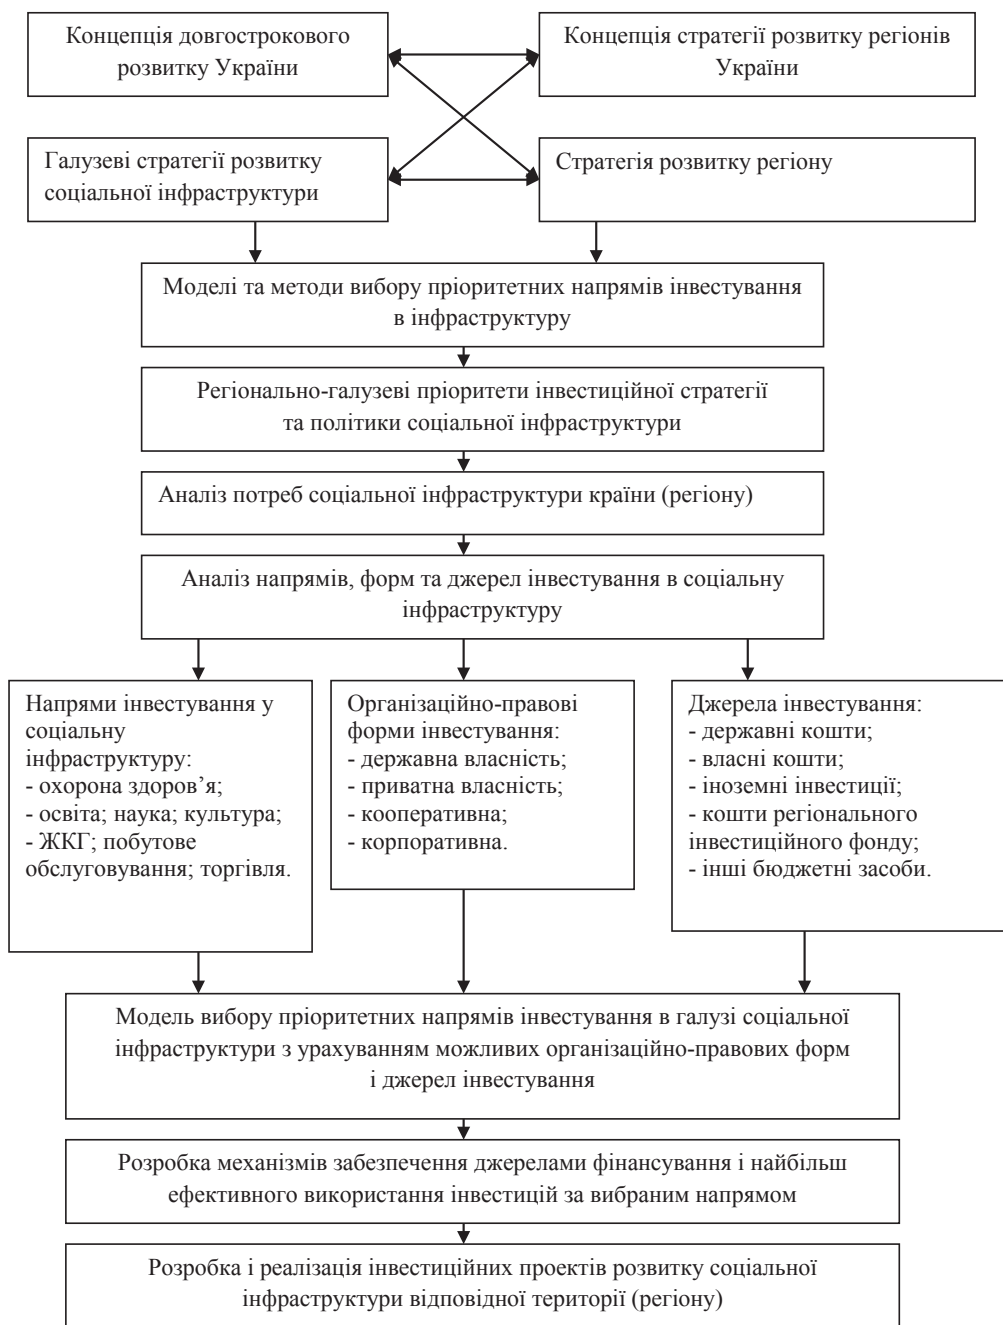 Концепція довгострокового
розвитку України
Концепція стратегії розвитку регіонів
України
Галузеві стратегії розвитку
соціальної інфраструктури
Стратегія розвитку регіону
Моделі та методи вибору пріоритетних напрямів інвестування
в інфраструктуру
Регіонально-галузеві пріоритети інвестиційної стратегії
та політики соціальної інфраструктури
Аналіз потреб соціальної інфраструктури країни (регіону)
Аналіз напрямів, форм та джерел інвестування в соціальну
інфраструктуру
Напрями інвестування у
соціальну
інфраструктуру:
- охорона здоров’я;
- освіта; наука; культура;
- ЖКГ; побутове
обслуговування; торгівля.
Організаційно-правові
форми інвестування:
- державна власність;
- приватна власність;
- кооперативна;
- корпоративна.
Джерела інвестування:
- державні кошти;
- власні кошти;
- іноземні інвестиції;
- кошти регіонального
інвестиційного фонду;
- інші бюджетні засоби.
Модель вибору пріоритетних напрямів інвестування в галузі соціальної
інфраструктури з урахуванням можливих організаційно-правових форм
і джерел інвестування
Розробка механізмів забезпечення джерелами фінансування і найбільш
ефективного використання інвестицій за вибраним напрямом
Розробка і реалізація інвестиційних проектів розвитку соціальної
інфраструктури відповідної території (регіону)